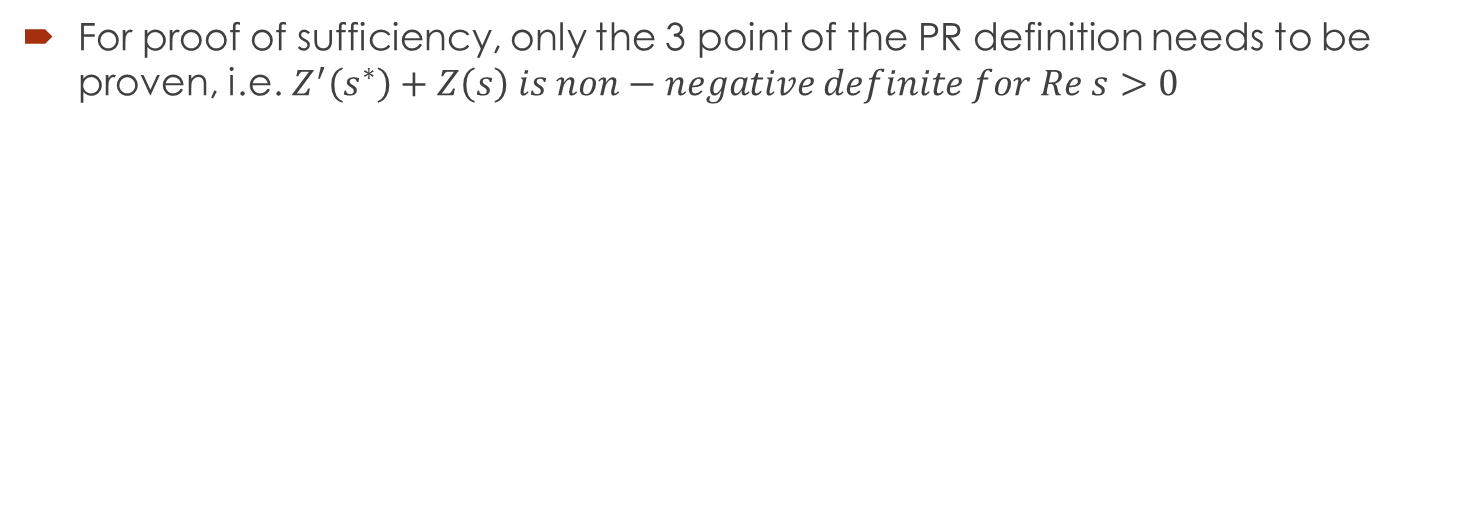 For proof of sufficiency, only the 3 point of the PR definition needs to be
proven, i.e. Z′(s*) + Z(s) is non − negative definite for Re s > 0